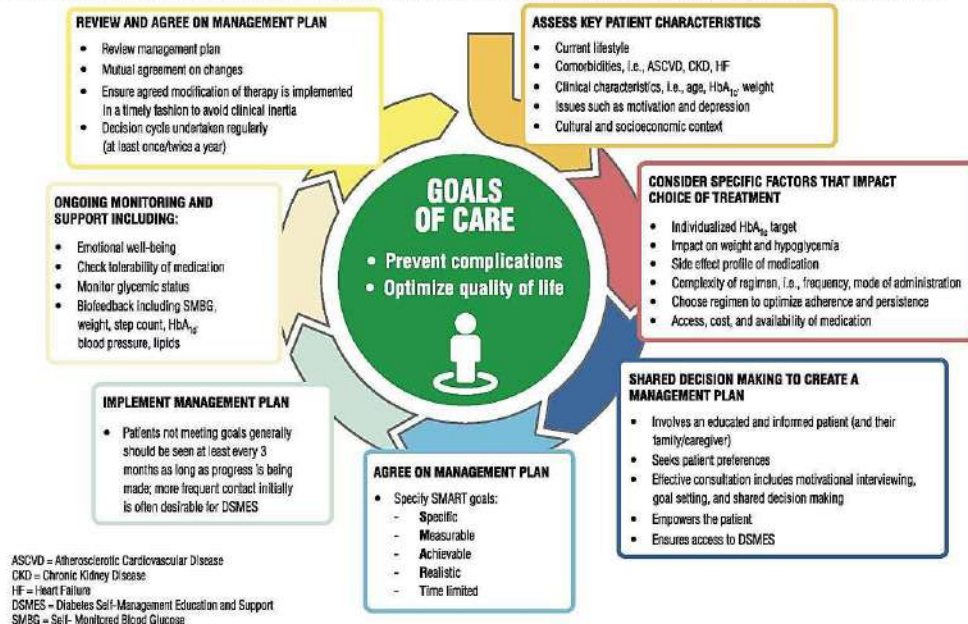 REVIEW AND AGREE ON MANAGEMENT PLAN
• Review management plan
• Mutual agreement on changes
• Ensure agreed modification of therapy is implemented
in a timely fashion to avoid clinical inertia
• Decision cycle undertaken regularly
(at least once/twice a year)
ASSESS KEY PATIENT CHARACTERISTICS
• Current lifestyle
• Comorbidities, i.e., ASCVD, CKD, HF
• Clinical characteristics, i.e., age, HbA1c, weight
• Issues such as motivation and depression
• Cultural and socioeconomic context
ONGOING MONITORING AND
SUPPORT INCLUDING:
• Emotional well-being
• Check tolerability of medication
• Monitor glycemic status
• Biofeedback including SMBG,
weight, step count, HbA1c,
blood pressure, lipids
GOALS
OF CARE
• Prevent complications
• Optimize quality of life
CONSIDER SPECIFIC FACTORS THAT IMPACT
CHOICE OF TREATMENT
• Individualized HbA1c target
• Impact on weight and hypoglycemia
• Side effect profile of medication
• Complexity of regimen, i.e., frequency, mode of administration
• Choose regimen to optimize adherence and persistence
• Access, cost, and availability of medication
IMPLEMENT MANAGEMENT PLAN
• Patients not meeting goals generally
should be seen at least every 3
months as long as progress is being
made; more frequent contact initially
is often desirable for DSMES
AGREE ON MANAGEMENT PLAN
• Specify SMART goals:
- Specific
- Measurable
- Achievable
- Realistic
- Time limited
SHARED DECISION MAKING TO CREATE A
MANAGEMENT PLAN
• Involves an educated and informed patient (and their
family/caregiver)
• Seeks patient preferences
• Effective consultation includes motivational interviewing,
goal setting, and shared decision making
• Empowers the patient
• Ensures access to DSMES
ASCVD = Atherosclerotic Cardiovascular Disease
CKD = Chronic Kidney Disease
HF = Heart Failure
DSMES = Diabetes Self-Management Education and Support
SMBG = Self- Monitored Blood Glucose